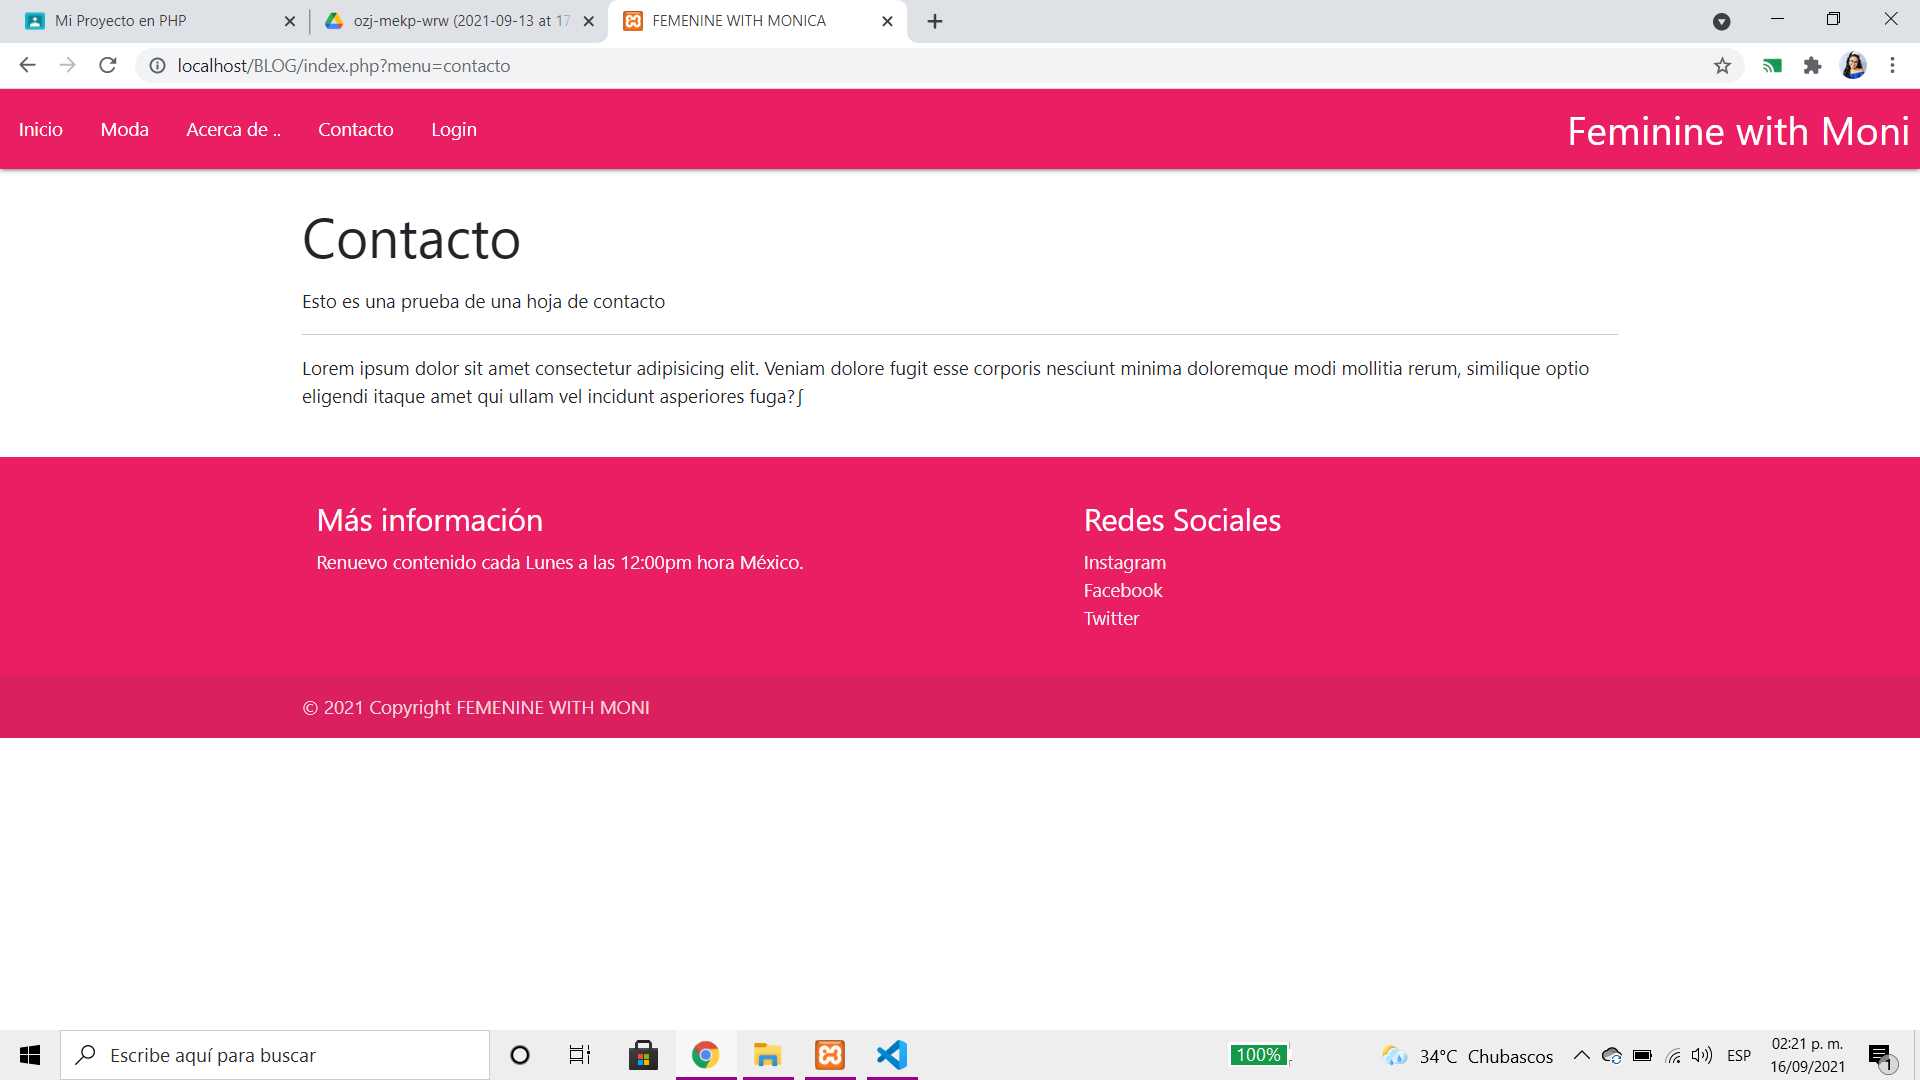 Mi Proyecto en PHP
ozj-mekp-wrw (2021-09-13 at 17
FEMENINE WITH MONICA
localhost/BLOG/index.php?menu=contacto
Inicio Moda Acerca de .. Contacto Login
Feminine with Moni
Contacto
Esto es una prueba de una hoja de contacto
Lorem ipsum dolor sit amet consectetur adipisicing elit. Veniam dolore fugit esse corporis nesciunt minima doloremque modi mollitia rerum, similique optio
eligendi itaque amet qui ullam vel incidunt asperiores fuga?∫
Más información
Renuevo contenido cada Lunes a las 12:00pm hora México.
Redes Sociales
Instagram
Facebook
Twitter
© 2021 Copyright FEMENINE WITH MONI
Escribe aquí para buscar
100%
34°C Chubascos
ESP
02:21 p. m.
16/09/2021
1